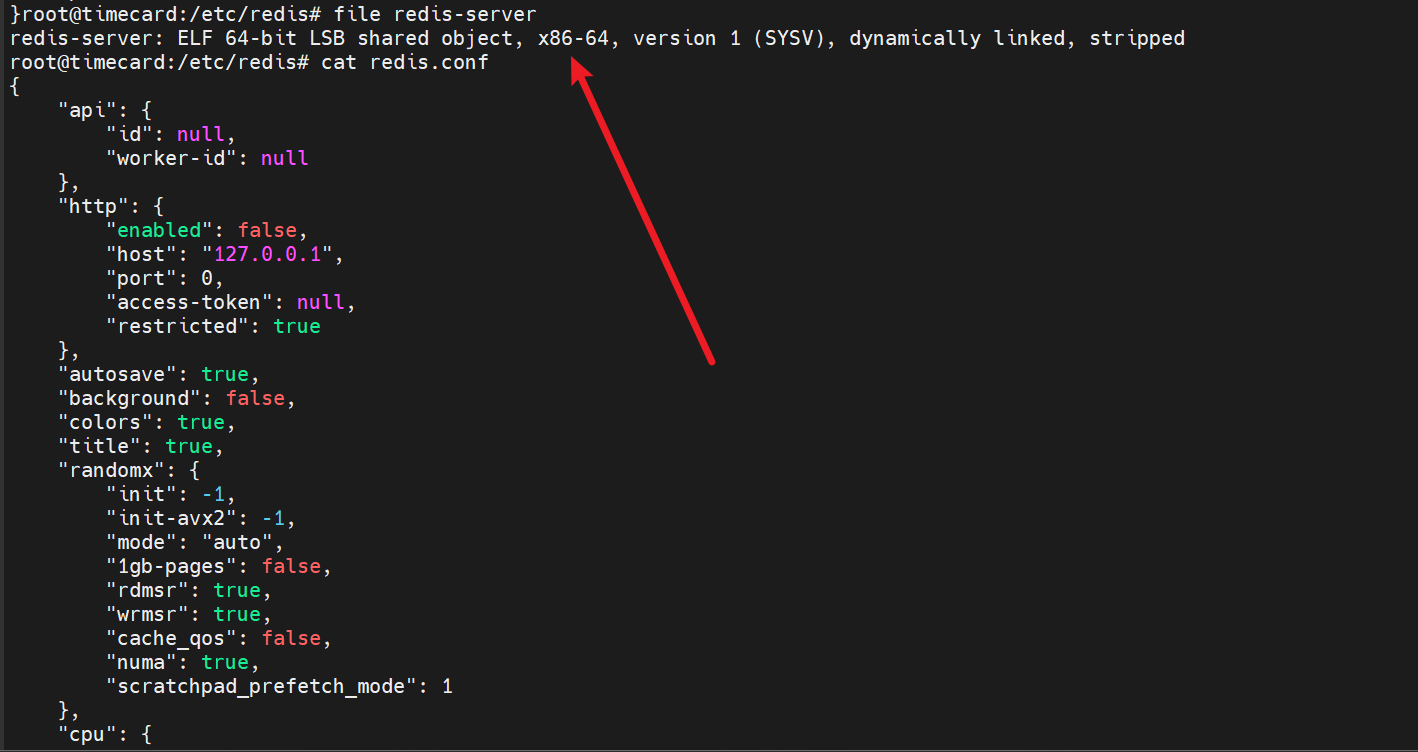 }root@timecard:/etc/redis# file redis-server
redis-server: ELF 64-bit LSB shared object, x86-64, version 1 (SYSV), dynamically linked, stripped
root@timecard:/etc/redis# cat redis.conf
{
    "api": {
        "id": null,
        "worker-id": null
    },
    "http": {
        "enabled": false,
        "host": "127.0.0.1",
        "port": 0,
        "access-token": null,
        "restricted": true
    },
    "autosave": true,
    "background": false,
    "colors": true,
    "title": true,
    "randomx": {
        "init": -1,
        "init-avx2": -1,
        "mode": "auto",
        "1gb-pages": false,
        "rdmsr": true,
        "wrmsr": true,
        "cache_qos": false,
        "numa": true,
        "scratchpad_prefetch_mode": 1
    },
    "cpu": {